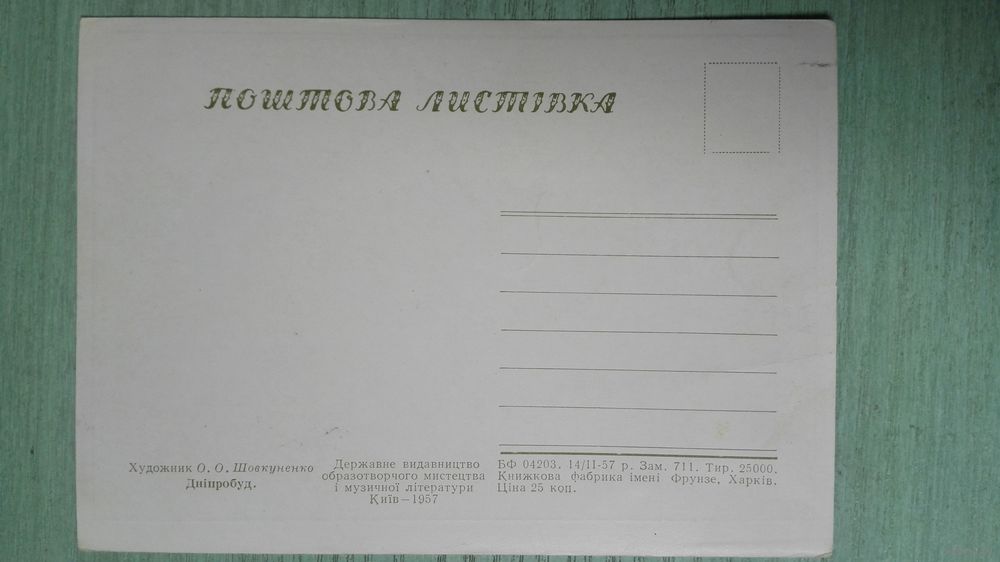 ПОШТОВА ЛИСТІВКА
Художник О. О. Шовкуненко
Дніпробуд.
Державне видавництво
образотворчого мистецтва
і музичної літератури
Київ—1957
БФ 04203. 14/II-57 р. Зам. 711. Тир. 25000.
Книжкова фабрика імені Фрунзе, Харків.
Ціна 25 коп.